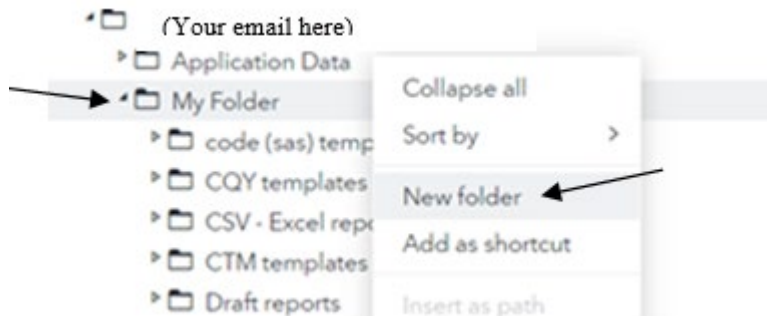 (Your email here)
Application Data
My Folder
code (sas) temp
CQY templates
CSV - Excel repo
CTM templates
Draft reports
Collapse all
Sort by >
New folder
Add as shortcut
Insert as path